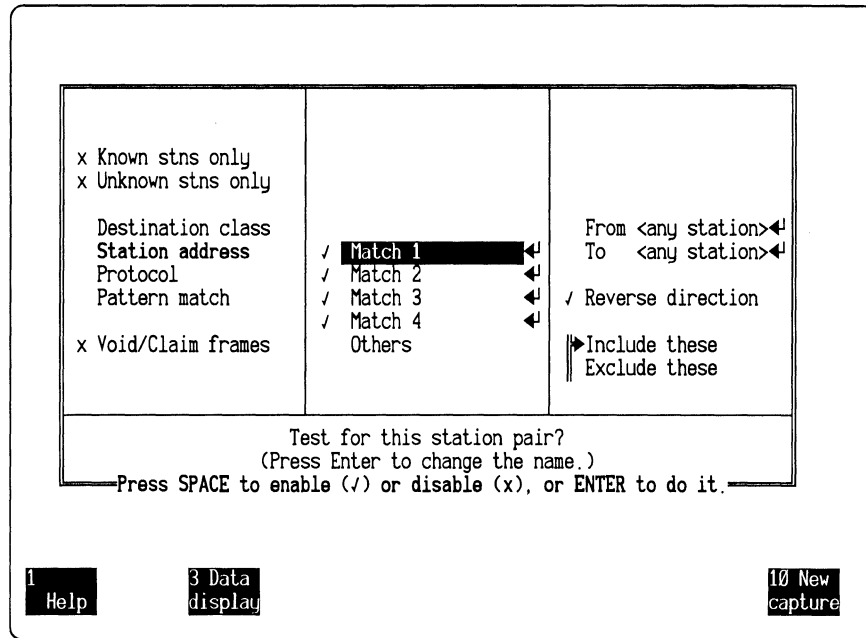 x Known stns only
x Unknown stns only
Destination class
Station address
Protocol
Pattern match
x Void/Claim frames
√ Match 1 ↵
√ Match 2 ↵
√ Match 3 ↵
√ Match 4 ↵
Others
From <any station>↵
To <any station>↵
√ Reverse direction
Include these
Exclude these
Test for this station pair?
(Press Enter to change the name.)
Press SPACE to enable (√) or disable (x), or ENTER to do it.
1
Help
3 Data
display
10 New
capture